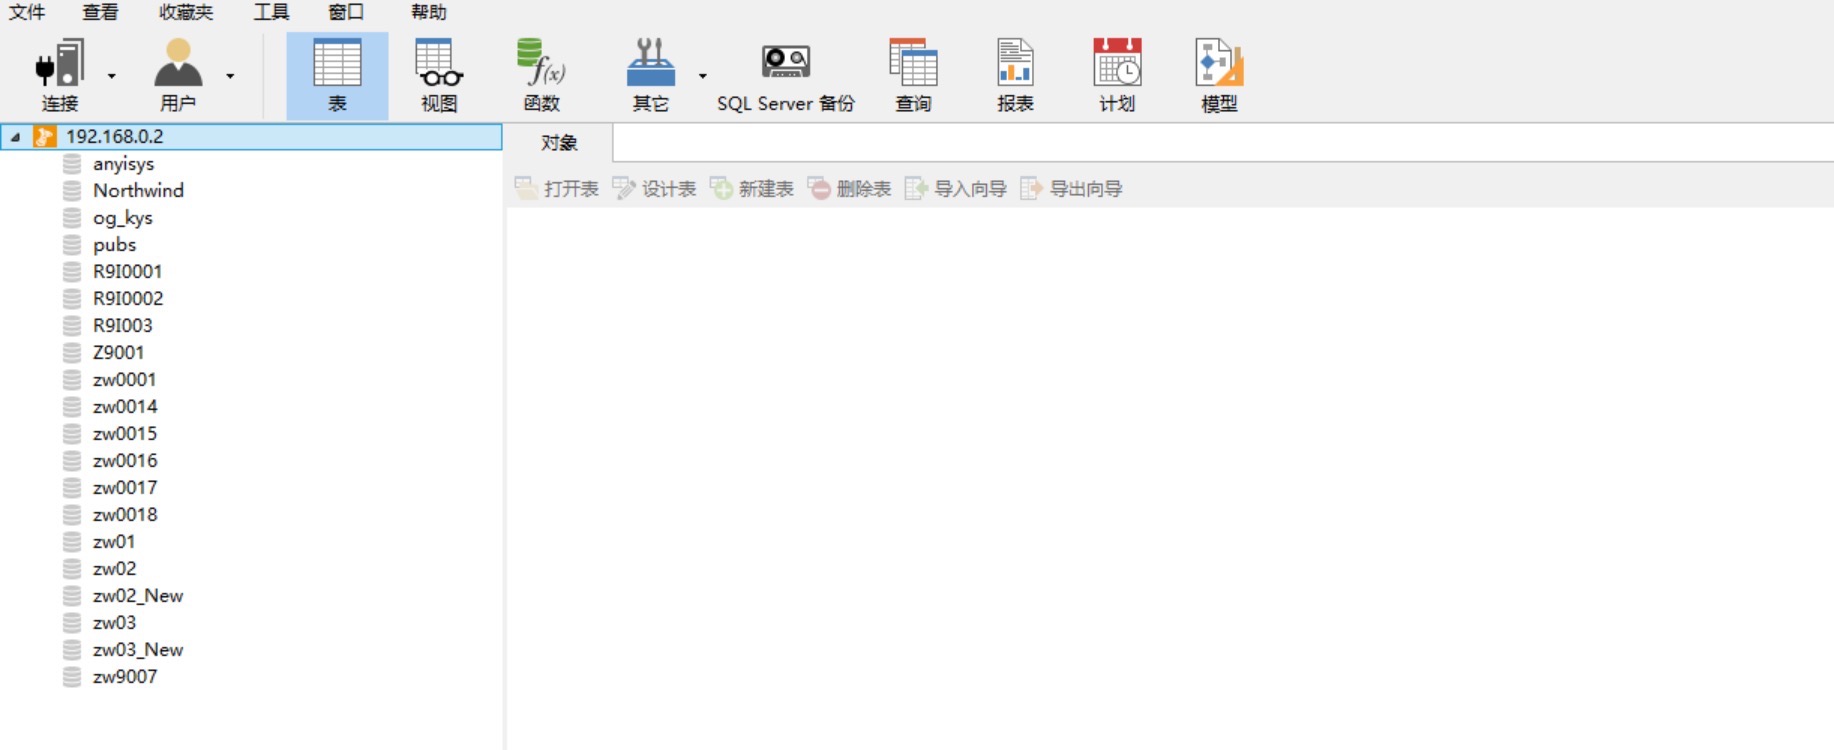 文件 查看 收藏夹 工具 窗口 帮助
连接 用户 表 视图 函数 其它 SQL Server 备份 查询 报表 计划 模型
f(x)
192.168.0.2
anyisys
Northwind
og_kys
pubs
R9I0001
R9I0002
R9I003
Z9001
zw0001
zw0014
zw0015
zw0016
zw0017
zw0018
zw01
zw02
zw02_New
zw03
zw03_New
zw9007
对象
打开表 设计表 新建表 删除表 导入向导 导出向导